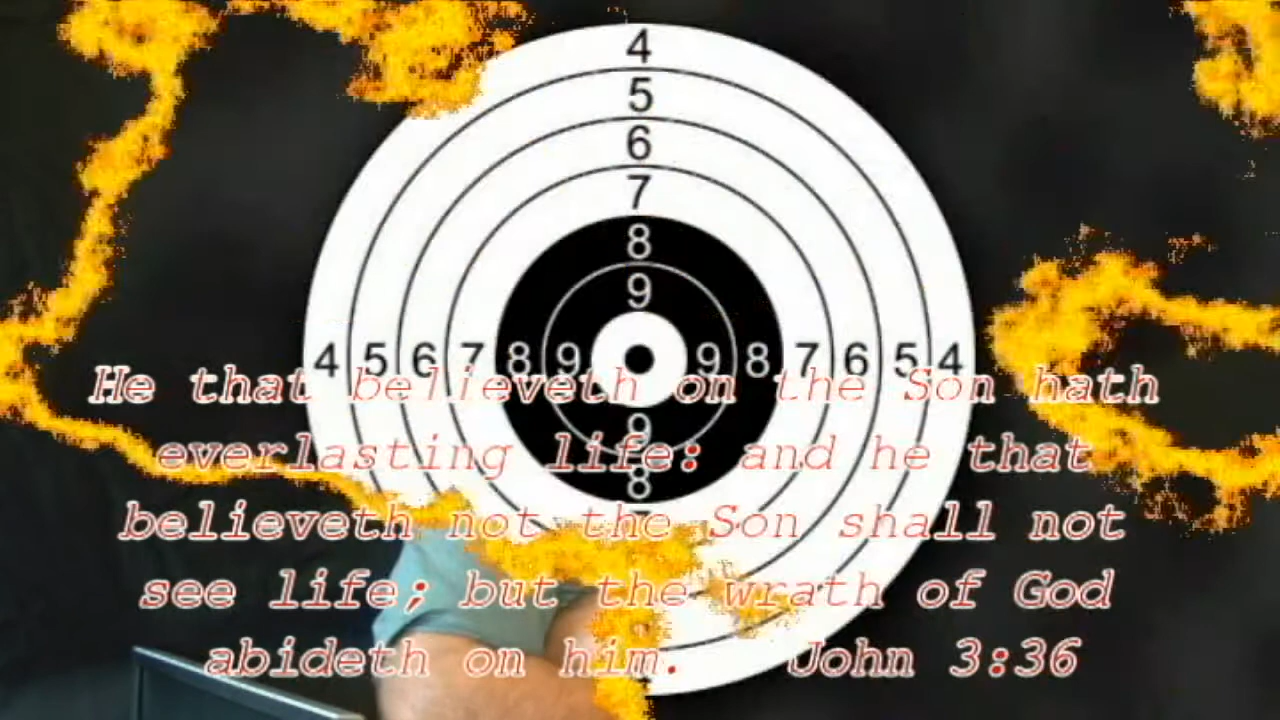 4
5
6
7
8
9
4 5 6 7 8 9 9 8 7 6 5 4
He that believeth on the Son hath
9
everlasting life: and he that
8
believeth not the Son shall not
see life; but the wrath of God
abideth on him. John 3:36